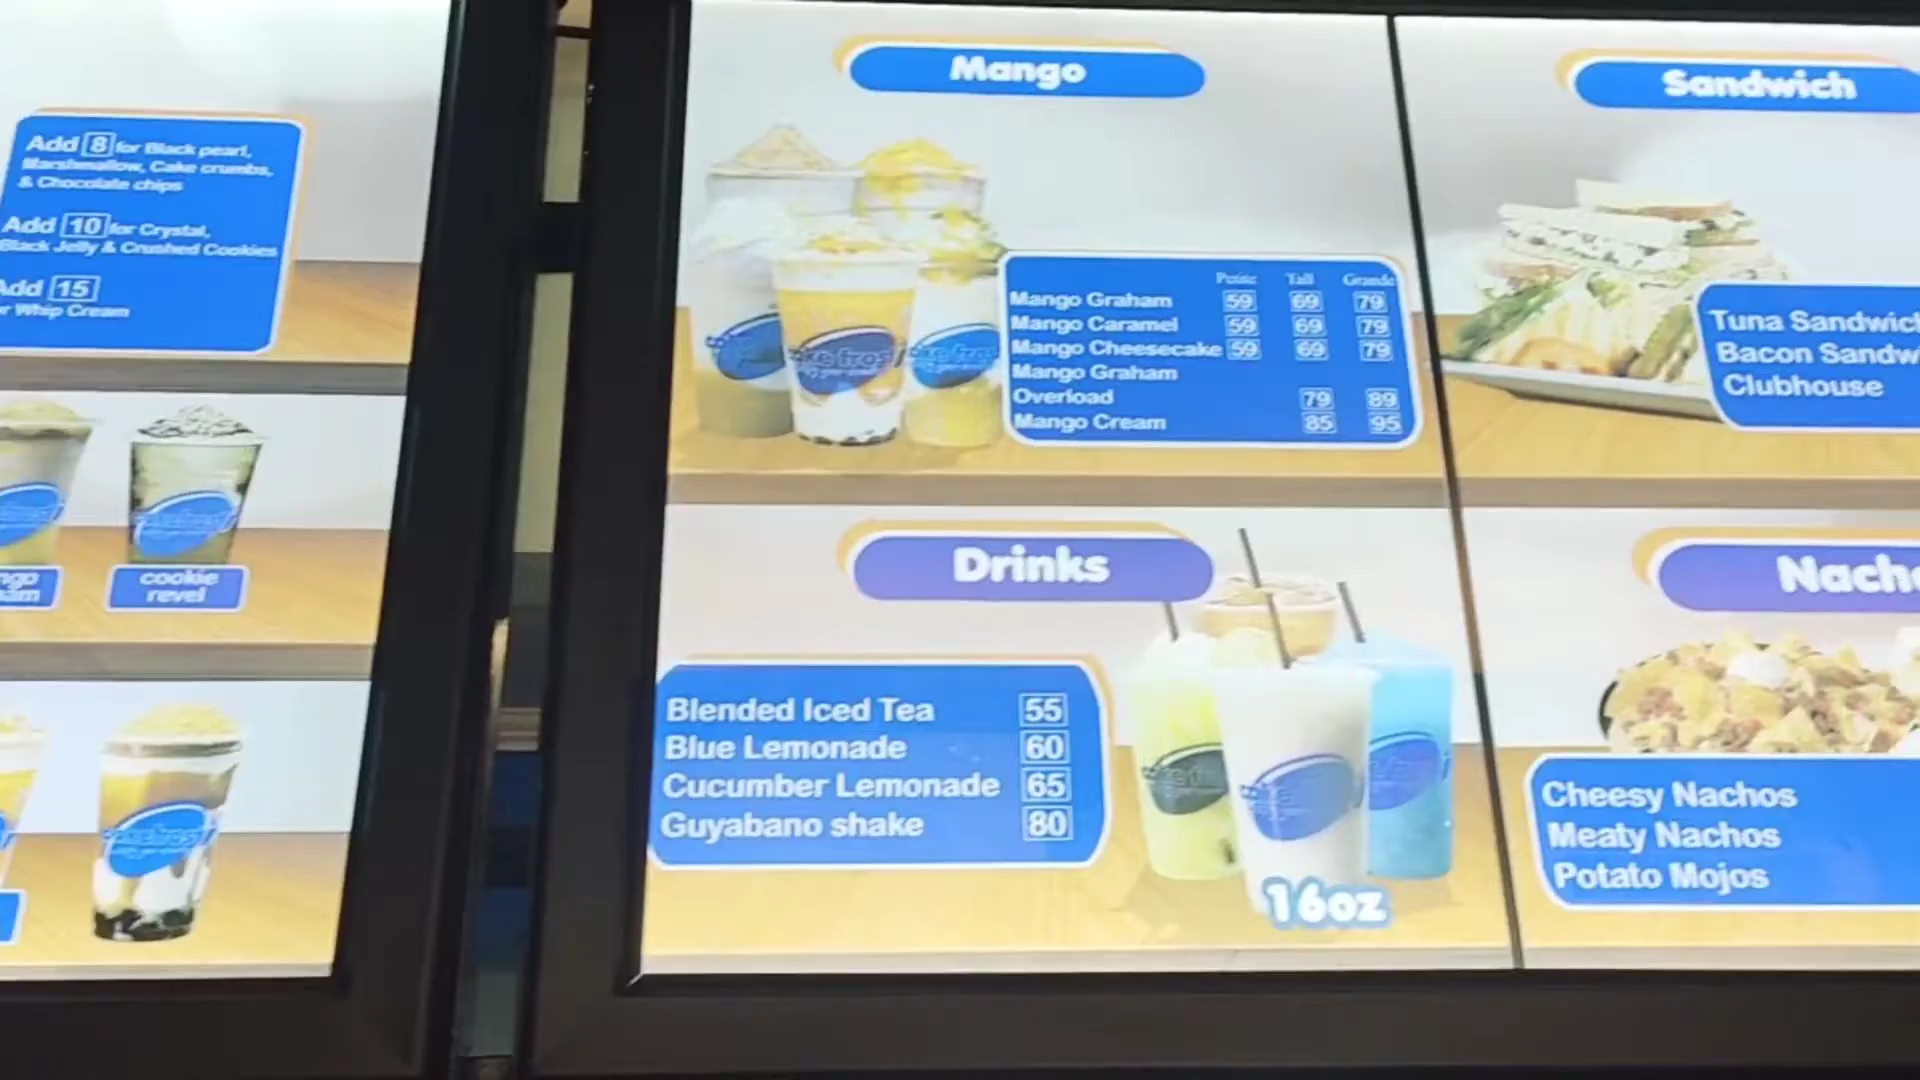 Add 8 for Black pearl,
Marshmallow, Cake crumbs,
& Chocolate chips
Add 10 for Crystal,
Black Jelly & Crushed Cookies
Add 15
Whip Cream
cookie
revel
Mango
Petite Tall Grande
Mango Graham 59 69 79
Mango Caramel 59 69 79
Mango Cheesecake 59 69 79
Mango Graham
Overload 79 89
Mango Cream 85 95
Drinks
Blended Iced Tea 55
Blue Lemonade 60
Cucumber Lemonade 65
Guyabano shake 80
16oz
Sandwich
Tuna Sandwich
Bacon
Clubhouse
Cheesy Nachos
Meaty Nachos
Potato Mojos